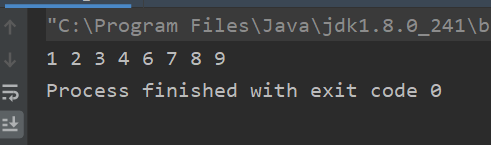 "C:\Program Files\Java\jdk1.8.0_241\b
1 2 3 4 6 7 8 9
Process finished with exit code 0